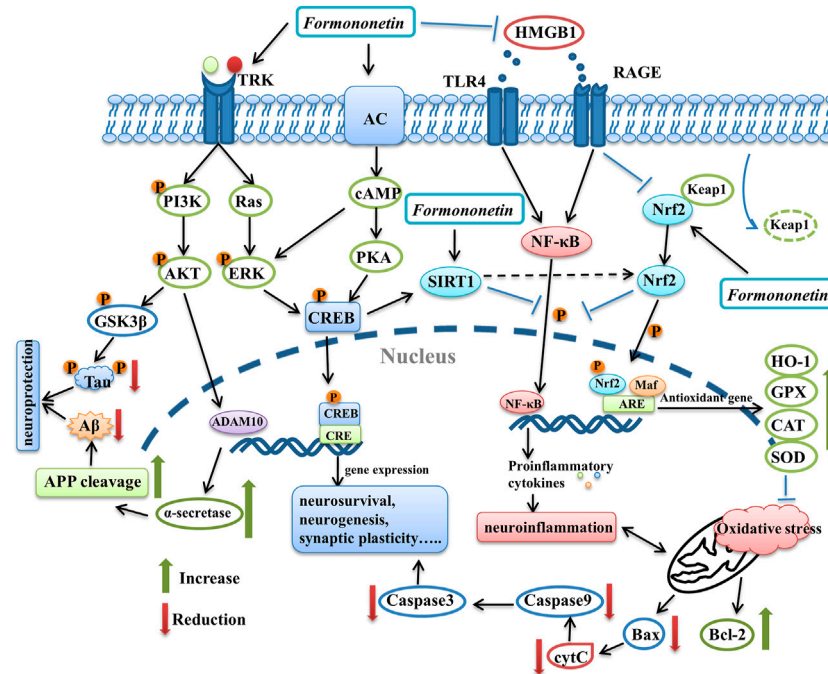 Formononetin
HMGB1
TRK
TLR4
RAGE
AC
P
PI3K
Ras
cAMP
Formononetin
Keap1
Nrf2
Keap1
NF-κB
P
AKT
P
ERK
PKA
SIRT1
Nrf2
Formononetin
P
GSK3β
P
CREB
P
P
Nucleus
P
Tau
P
neuroprotection
Aβ
ADAM10
P
CREB
CRE
NF-κB
P
Nrf2
Maf
ARE
Antioxidant gene
HO-1
GPX
CAT
SOD
gene expression
Proinflammatory
cytokines
APP cleavage
α-secretase
neurosurvival,
neurogenesis,
synaptic plasticity.....
neuroinflammation
Oxidative stress
Increase
Reduction
Caspase3
Caspase9
cytC
Bax
Bcl-2